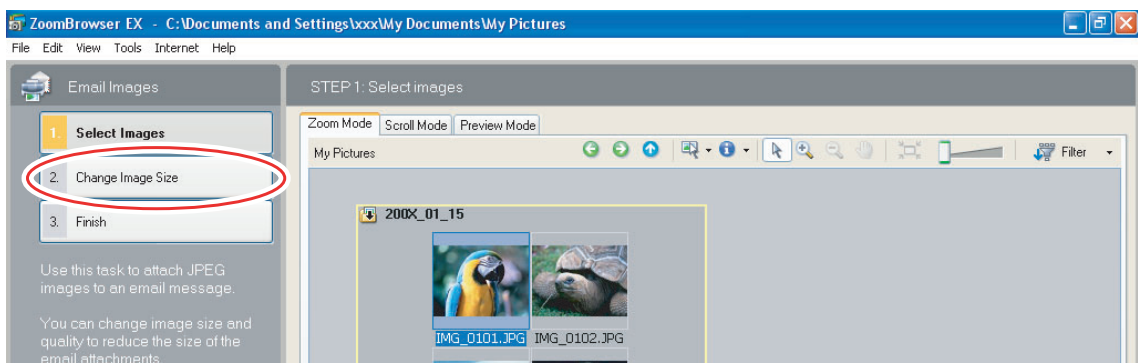 ZoomBrowser EX - C:\Documents and Settings\xxx\My Documents\My Pictures
File Edit View Tools Internet Help
Email Images
1. Select Images
2. Change Image Size
3. Finish
Use this task to attach JPEG
images to an email message.
You can change image size and
quality to reduce the size of the
email attachments.
STEP 1: Select images
Zoom Mode Scroll Mode Preview Mode
My Pictures
Filter
200X_01_15
IMG_0101.JPG IMG_0102.JPG